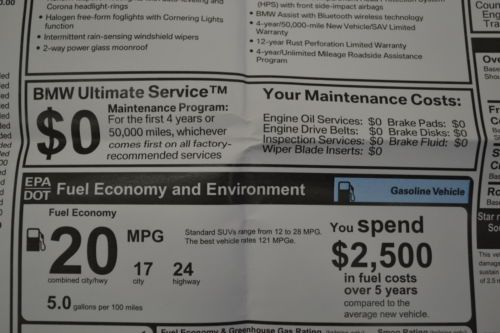 Corona headlight-rings
• Halogen free-form foglights with Cornering Lights
function
• Intermittent rain-sensing windshield wipers
• 2-way power glass moonroof
(HPS) with front side-impact airbags
• BMW Assist with Bluetooth wireless technology
• 4-year/50,000-mile New Vehicle/SAV Limited
Warranty
• 12-year Rust Perforation Limited Warranty
• 4-year/Unlimited Mileage Roadside Assistance
Program
BMW Ultimate Service™
$0
Maintenance Program:
For the first 4 years or
50,000 miles, whichever
comes first on all factory-
recommended services
Your Maintenance Costs:
Engine Oil Services: $0 Brake Pads: $0
Engine Drive Belts: $0 Brake Disks: $0
Inspection Services: $0 Brake Fluid: $0
Wiper Blade Inserts: $0
EPA
DOT
Fuel Economy and Environment
Gasoline Vehicle
Fuel Economy
20 MPG
combined city/hwy
17
city
24
highway
5.0 gallons per 100 miles
Standard SUVs range from 12 to 28 MPG.
The best vehicle rates 121 MPGe.
You spend
$2,500
in fuel costs
over 5 years
compared to the
average new vehicle.
Fuel Economy & Greenhouse Gas Rating
Smog Rating